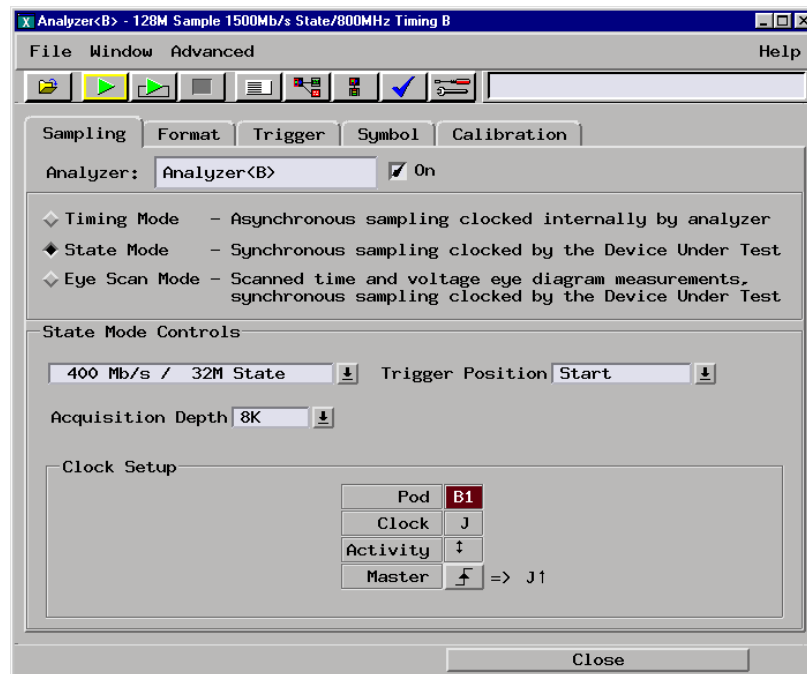 Analyzer<B> - 128M Sample 1500Mb/s State/800MHz Timing B
File Window Advanced Help
Sampling Format Trigger Symbol Calibration
Analyzer: Analyzer<B> On
Timing Mode - Asynchronous sampling clocked internally by analyzer
State Mode - Synchronous sampling clocked by the Device Under Test
Eye Scan Mode - Scanned time and voltage eye diagram measurements,
synchronous sampling clocked by the Device Under Test
State Mode Controls
400 Mb/s / 32M State Trigger Position Start
Acquisition Depth 8K
Clock Setup
Pod B1
Clock J
Activity ↕
Master => J↑
Close